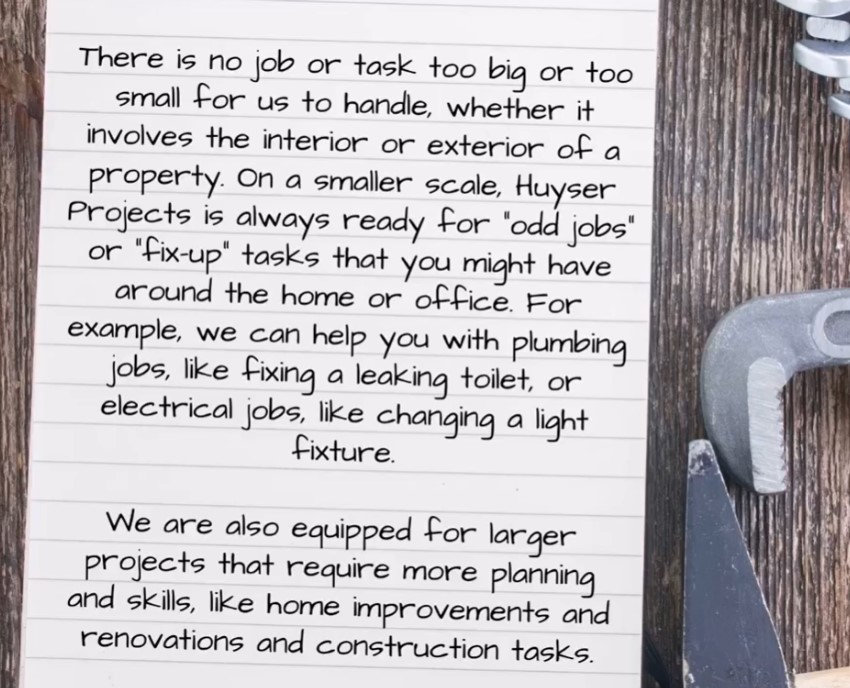 There is no job or task too big or too
small for us to handle, whether it
involves the interior or exterior of a
property. On a smaller scale, Huyser
Projects is always ready for "odd jobs"
or "fix-up" tasks that you might have
around the home or office. For
example, we can help you with plumbing
jobs, like fixing a leaking toilet, or
electrical jobs, like changing a light
fixture.
We are also equipped for larger
projects that require more planning
and skills, like home improvements and
renovations and construction tasks.